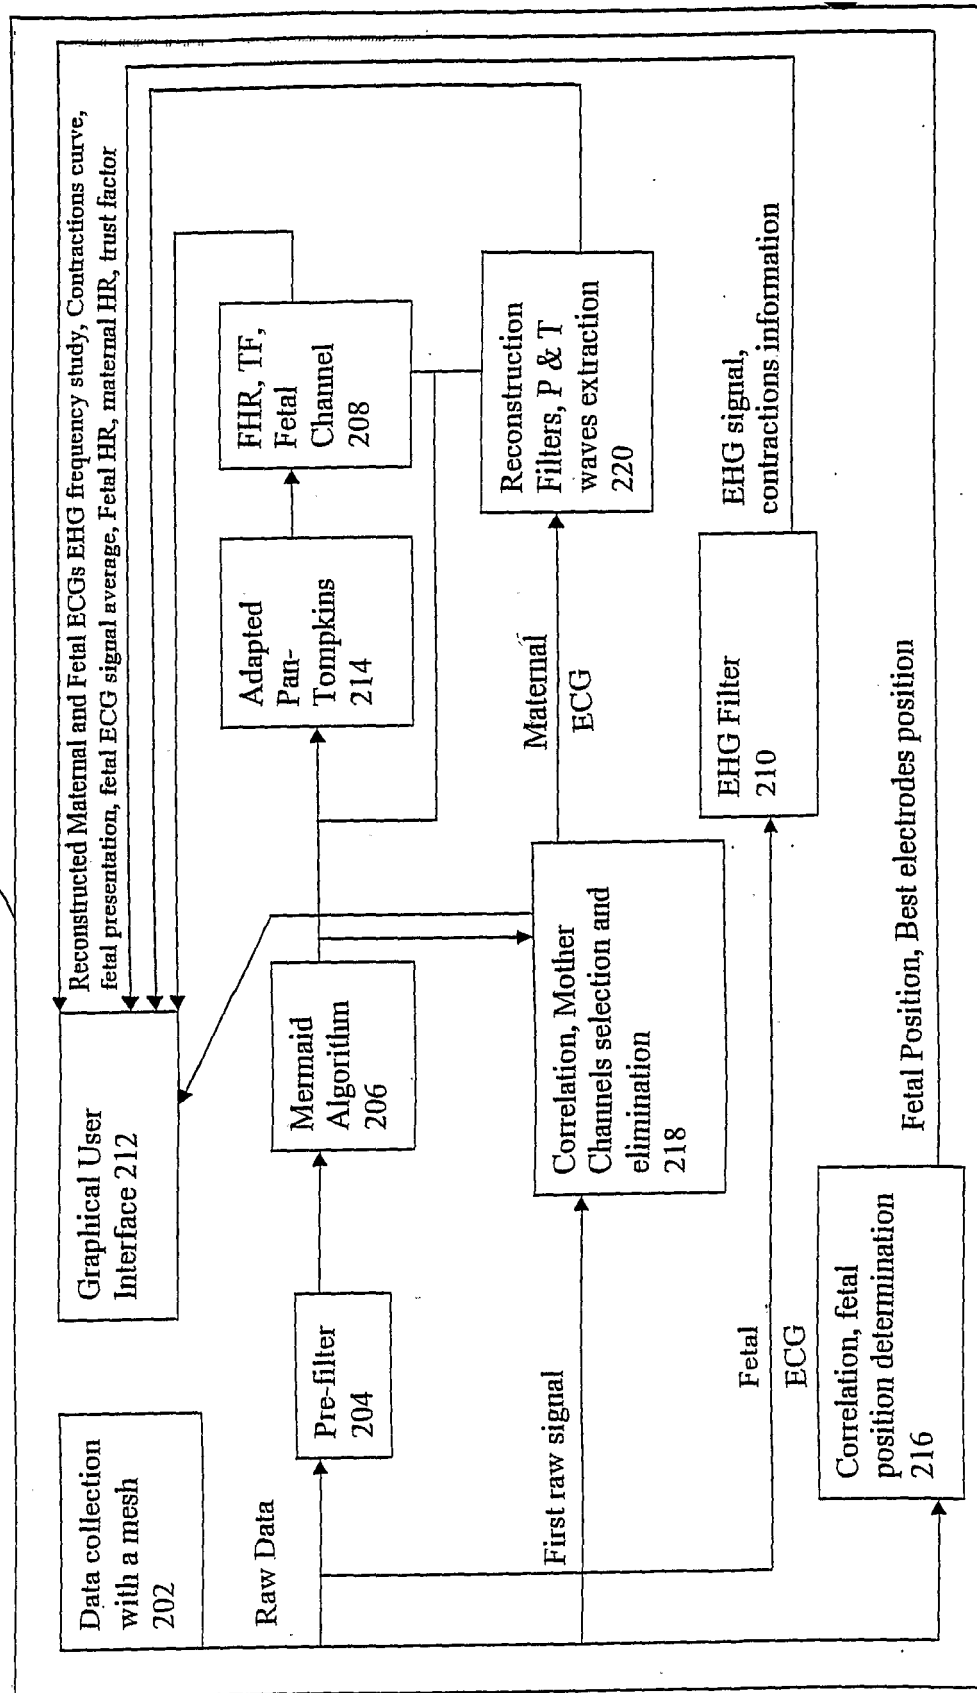 Data collection
with a mesh
202
Graphical User
Interface 212
Reconstructed Maternal and Fetal ECGs EHG frequency study, Contractions curve,
fetal presentation, fetal ECG signal average, Fetal HR, maternal HR, trust factor
Raw Data
Pre-filter
204
Mermaid
Algorithm
206
Adapted
Pan-
Tompkins
214
FHR, TF,
Fetal
Channel
208
First raw signal
Correlation, Mother
Channels selection and
elimination
218
Maternal
ECG
Reconstruction
Filters, P & T
waves extraction
220
Fetal
ECG
EHG Filter
210
EHG signal,
contractions information
Correlation, fetal
position determination
216
Fetal Position, Best electrodes position